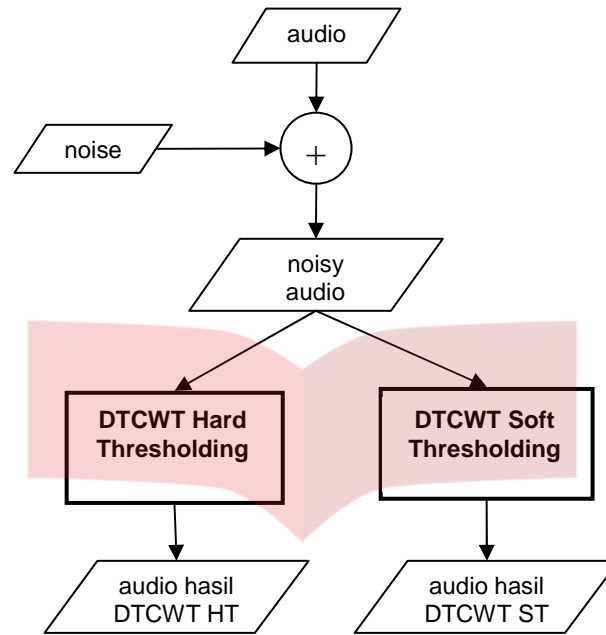 audio
noise
+
noisy
audio
DTCWT Hard
Thresholding
DTCWT Soft
Thresholding
audio hasil
DTCWT HT
audio hasil
DTCWT ST